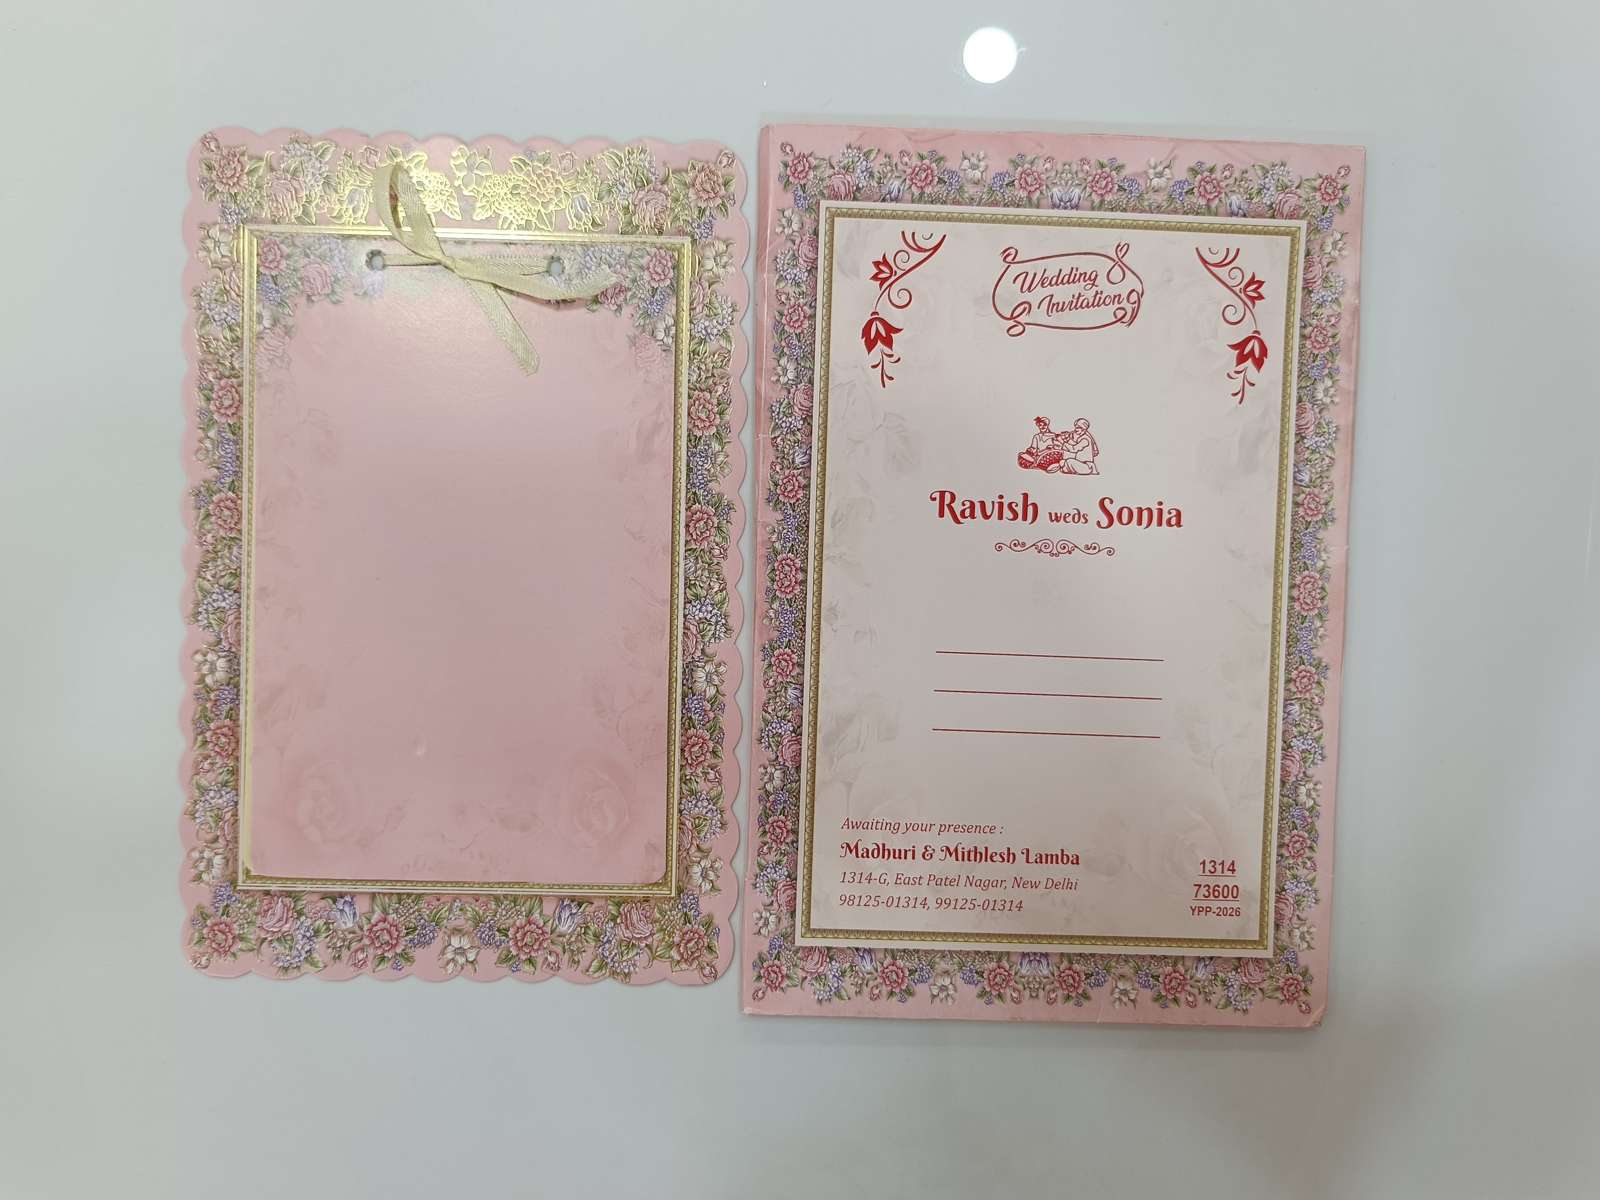 Wedding
Invitation
Ravish weds Sonia
Awaiting your presence :
Madhuri & Mithlesh Lamba
1314-G, East Patel Nagar, New Delhi
98125-01314, 99125-01314
1314
73600
YPP-2026